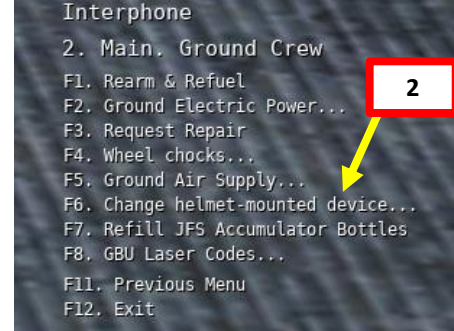 Interphone
2. Main. Ground Crew
F1. Rearm & Refuel
2
F2. Ground Electric Power...
F3. Request Repair
F4. Wheel chocks...
F5. Ground Air Supply...
F6. Change helmet-mounted device...
F7. Refill JFS Accumulator Bottles
F8. GBU Laser Codes...
F11. Previous Menu
F12. Exit